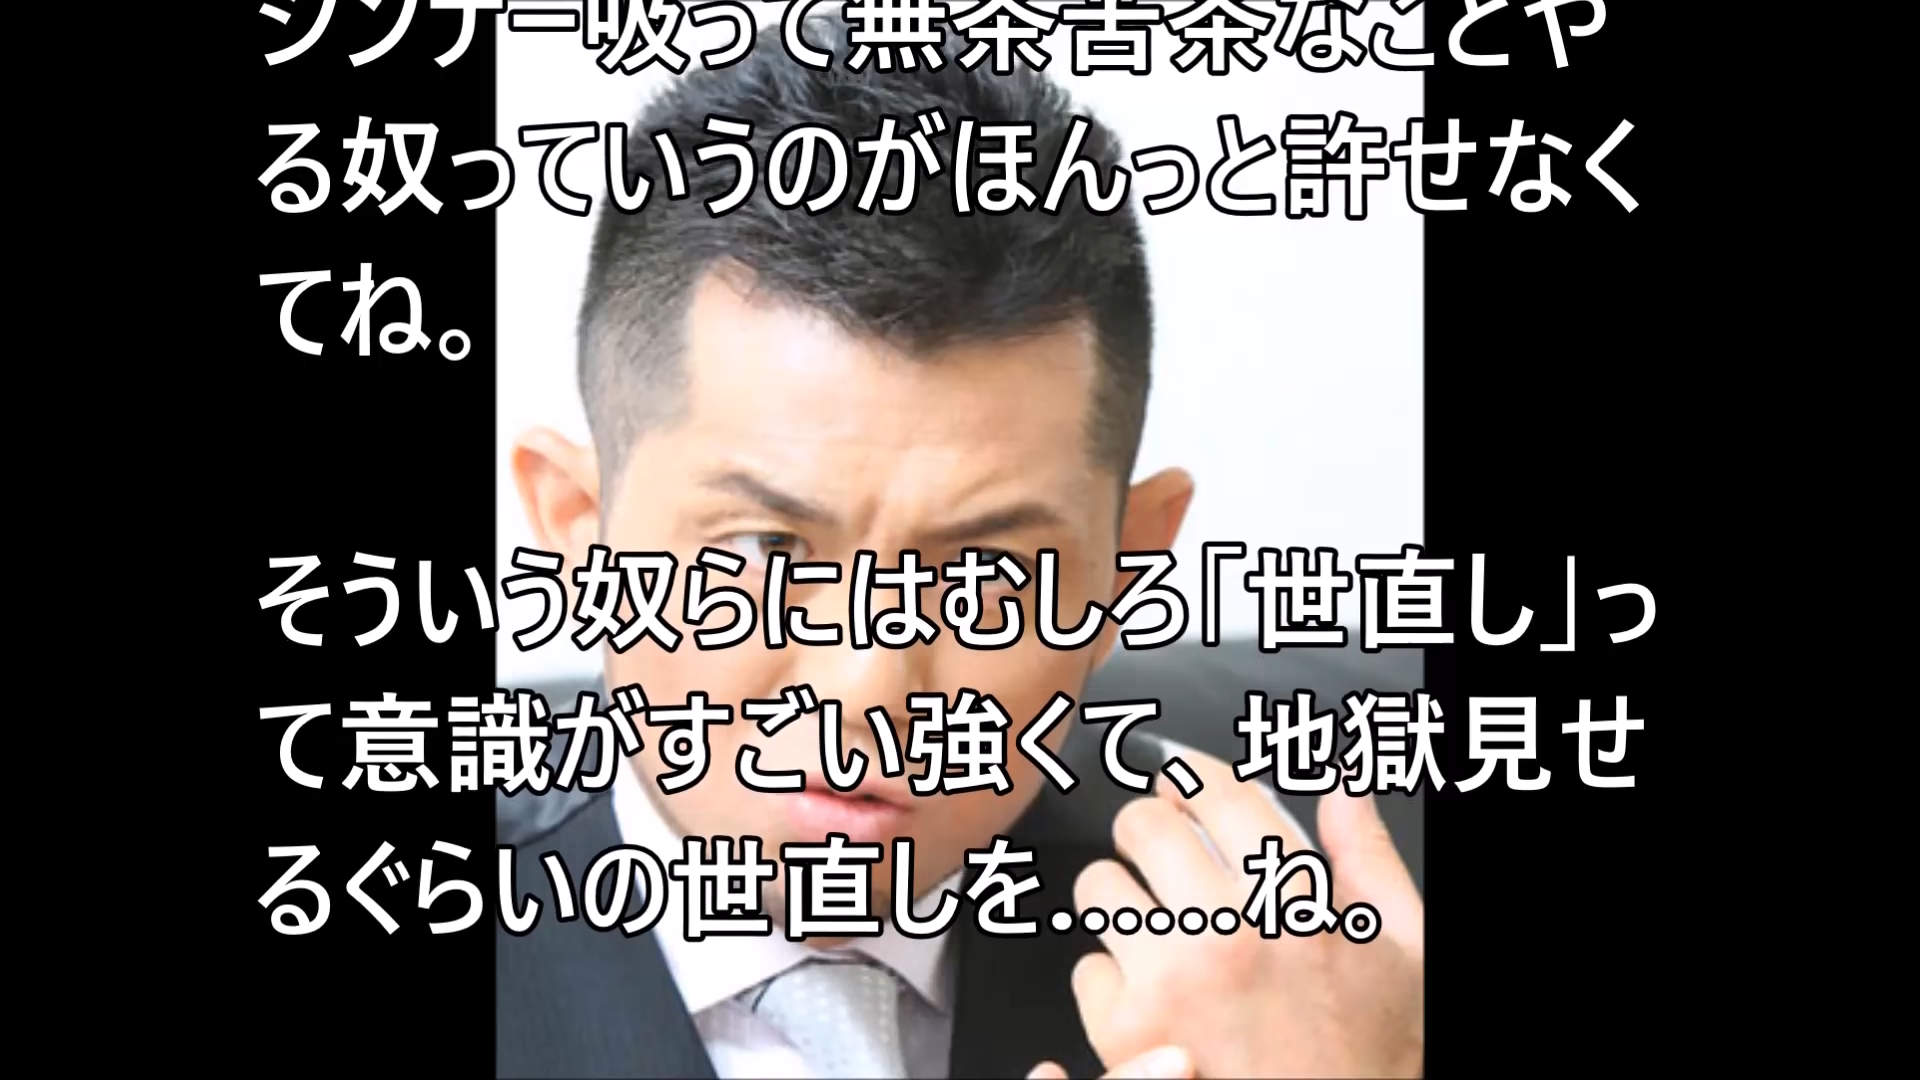 シンナー吸って無茶苦茶なことや
る奴っていうのがほんっと許せなく
てね。
そういう奴らにはむしろ「世直し」っ
て意識がすごい強くて、地獄見せ
るぐらいの世直しを……ね。